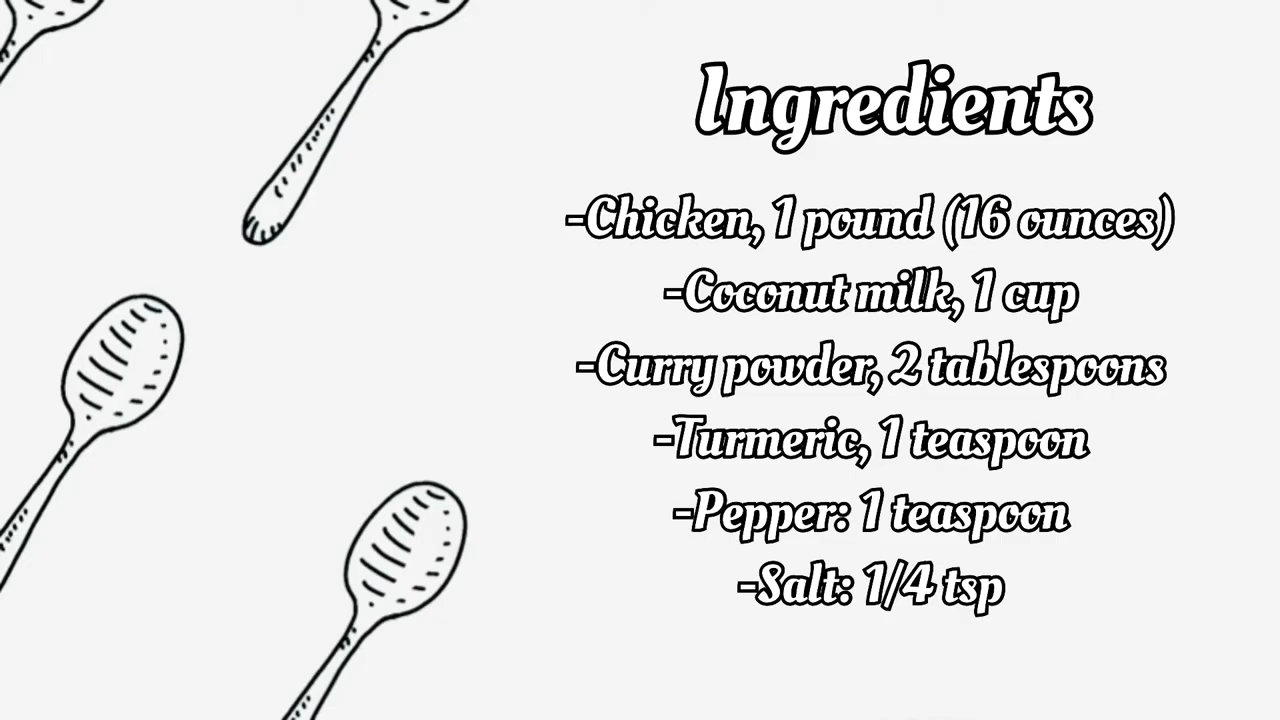 Ingredients
-Chicken, 1 pound (16 ounces)
-Coconut milk, 1 cup
-Curry powder, 2 tablespoons
-Turmeric, 1 teaspoon
-Pepper: 1 teaspoon
-Salt: 1/4 tsp